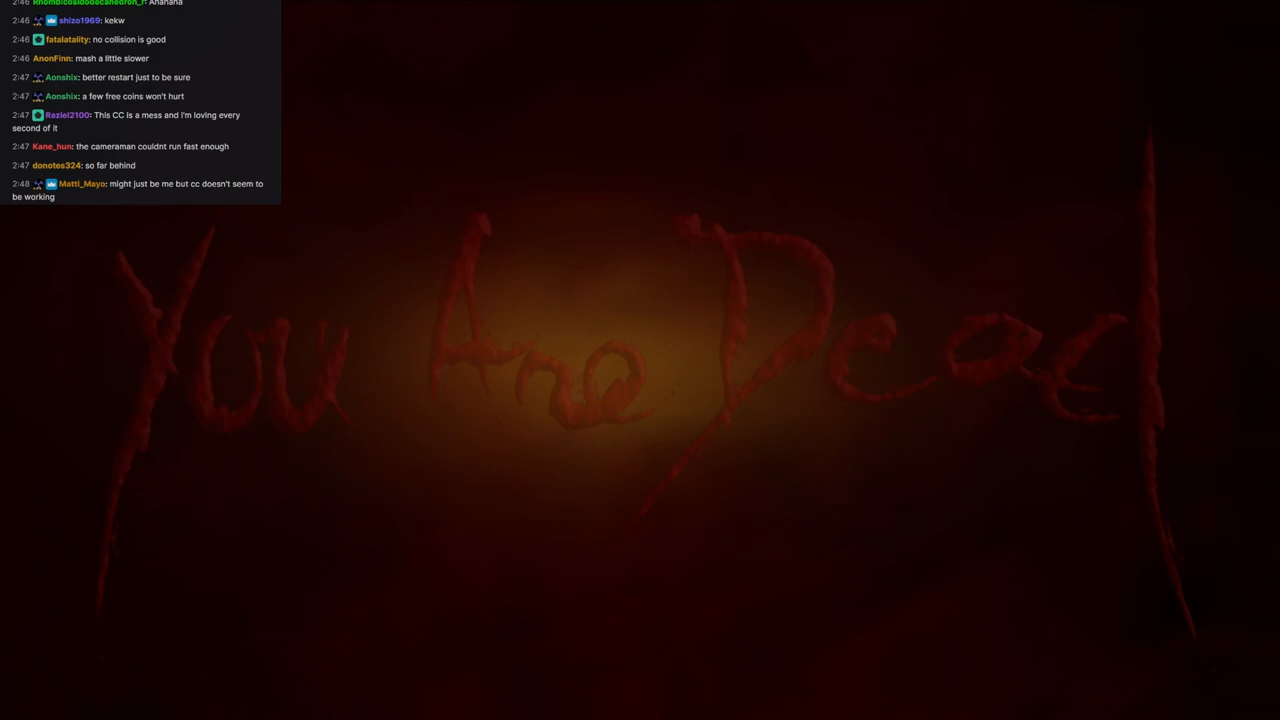 2:46 Rhombicosidodecahedron_r: Ahahaha
2:46 shizo1969: kekw
2:46 fatalatality: no collision is good
2:46 AnonFinn: mash a little slower
2:47 Aonshix: better restart just to be sure
2:47 Aonshix: a few free coins won't hurt
2:47 Raziel2100: This CC is a mess and I'm loving every
second of it
2:47 Kane_hun: the cameraman couldnt run fast enough
2:47 donotes324: so far behind
2:48 Matti_Mayo: might just be me but cc doesn't seem to
be working
You Are Dead